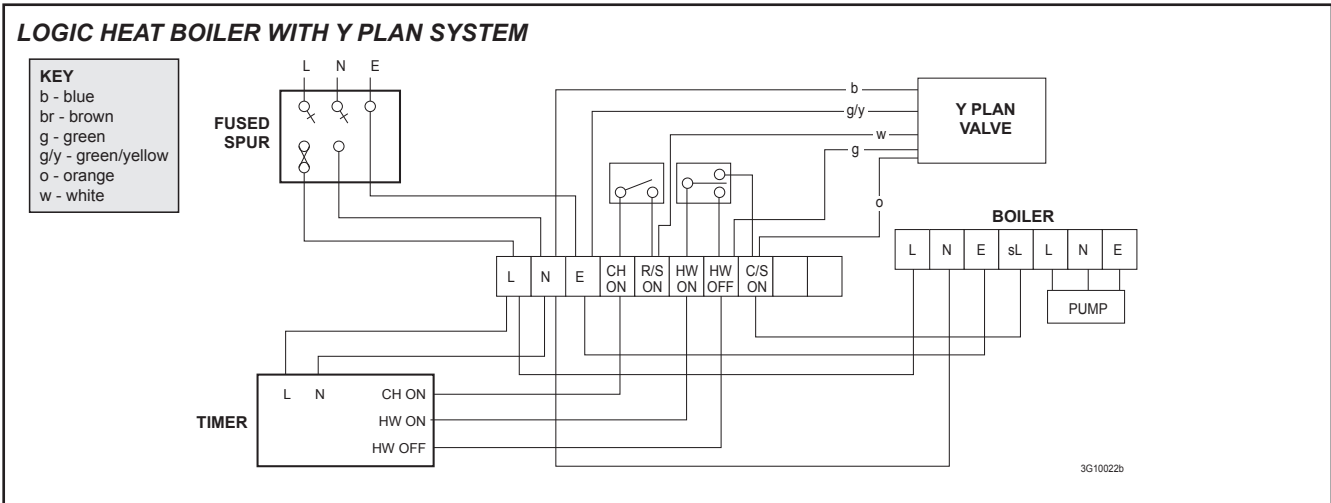 LOGIC HEAT BOILER WITH Y PLAN SYSTEM
KEY
b - blue
br - brown
g - green
g/y - green/yellow
o - orange
w - white
L N E
FUSED
SPUR
b
g/y
w
g
o
Y PLAN
VALVE
BOILER
L N E sL L N E
PUMP
L N E CH ON R/S ON HW ON HW OFF C/S ON
TIMER
L N CH ON
HW ON
HW OFF
3G10022b